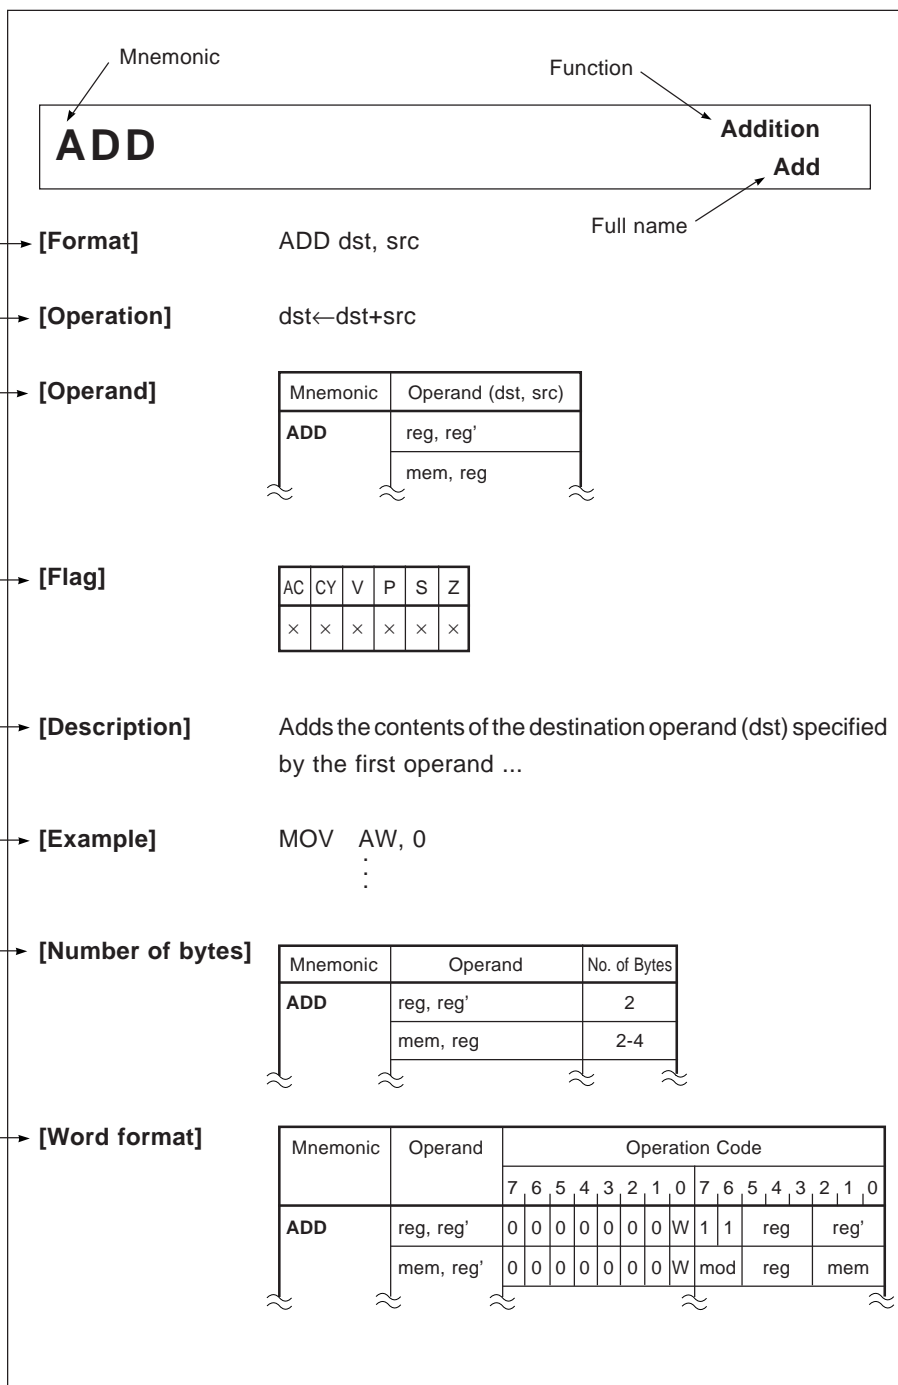 Mnemonic
Function
ADD
Addition
Add
Full name
[Format] ADD dst, src
[Operation] dst←dst+src
[Operand]
Mnemonic Operand (dst, src)
ADD reg, reg’
mem, reg
[Flag]
AC CY V P S Z
× × × × × ×
[Description] Adds the contents of the destination operand (dst) specified
by the first operand ...
[Example] MOV AW, 0
[Number of bytes]
Mnemonic Operand No. of Bytes
ADD reg, reg’ 2
mem, reg 2-4
[Word format]
Mnemonic Operand Operation Code
7 6 5 4 3 2 1 0 7 6 5 4 3 2 1 0
ADD reg, reg’ 0 0 0 0 0 0 0 W 1 1 reg reg’
mem, reg’ 0 0 0 0 0 0 0 W mod reg mem